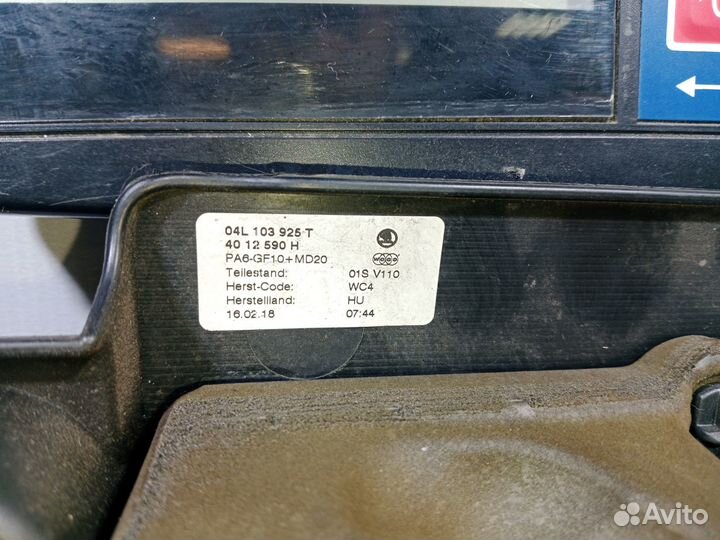 04L 103 925 T
40 12 590 H
PA6-GF10+MD20
Teilestand: 01S V110
Herst-Code: WC4
Herstelland: HU
16.02.18 07:44
Avito